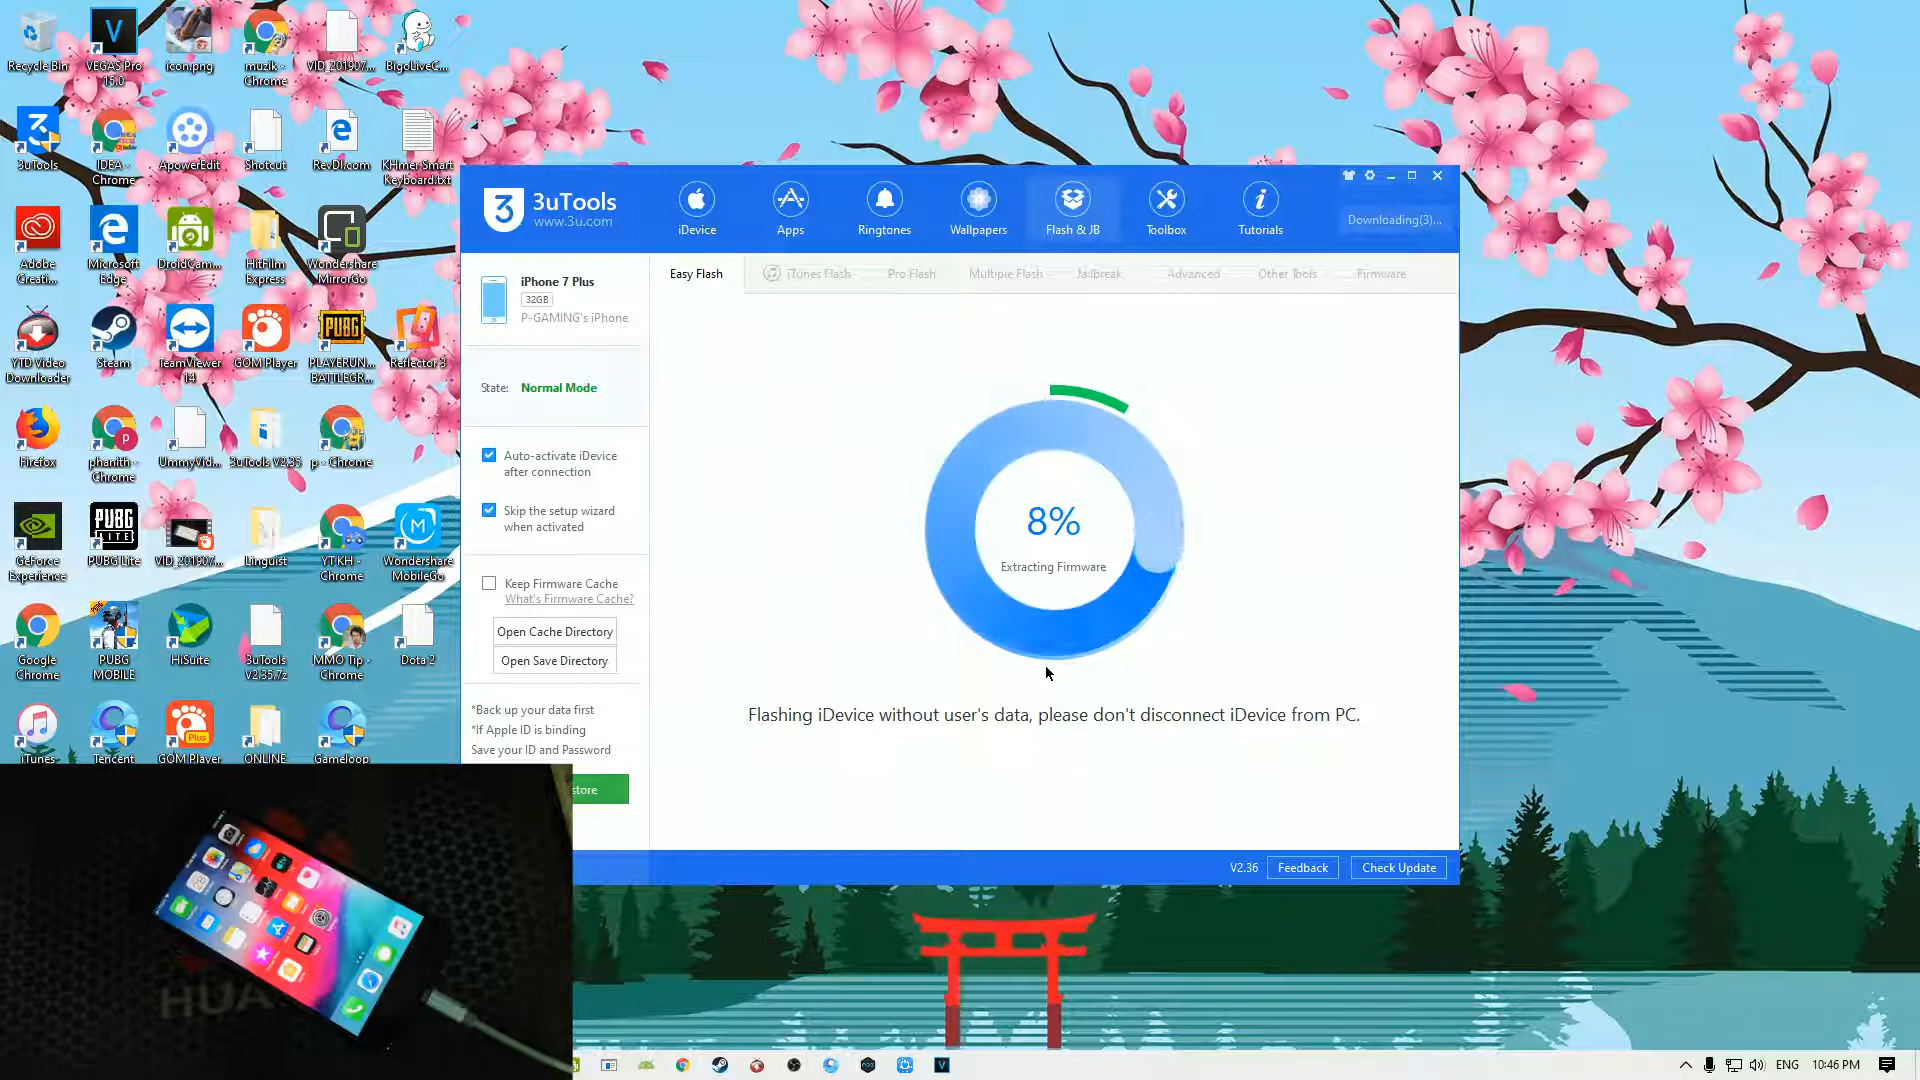 Recycle Bin
VEGAS Pro
15.0
icon.png
muzik -
Chrome
VID_201907...
BigoLiveC...
3uTools
IDEA -
Chrome
ApowerEdit
Shotcut
RevDl.com
KHmer Smart
Keyboard.txt
Adobe
Creati...
Microsoft
Edge
DroidCam...
HitFilm
Express
Wondershare
MirrorGo
YTD Video
Downloader
Steam
TeamViewer
14
GOM Player
PUBG
PLAYERUN...
BATTLEGR...
Reflector 3
Firefox
phanith -
Chrome
UmmyVid...
3uTools V2.35
p - Chrome
GeForce
Experience
PUBG
LITE
PUBG Lite
VID_201907...
Linguist
YT KH -
Chrome
Wondershare
MobileGo
Google
Chrome
PUBG
MOBILE
HiSuite
3uTools
V2.35.7z
MMO Tip -
Chrome
Dota 2
iTunes
Tencent
Plus
GOM Player
ONLINE
Gameloop
3uTools
www.3u.com
iDevice
Apps
Ringtones
Wallpapers
Flash & JB
Toolbox
Tutorials
Downloading(3)...
Easy Flash
iTunes Flash
Pro Flash
Multiple Flash
Jailbreak
Advanced
Other Tools
Firmware
iPhone 7 Plus
32GB
P-GAMING's iPhone
State: Normal Mode
Auto-activate iDevice
after connection
Skip the setup wizard
when activated
Keep Firmware Cache
What's Firmware Cache?
Open Cache Directory
Open Save Directory
*Back up your data first
*If Apple ID is binding
Save your ID and Password
store
8%
Extracting Firmware
Flashing iDevice without user's data, please don't disconnect iDevice from PC.
V2.36
Feedback
Check Update
HUA
ENG
10:46 PM